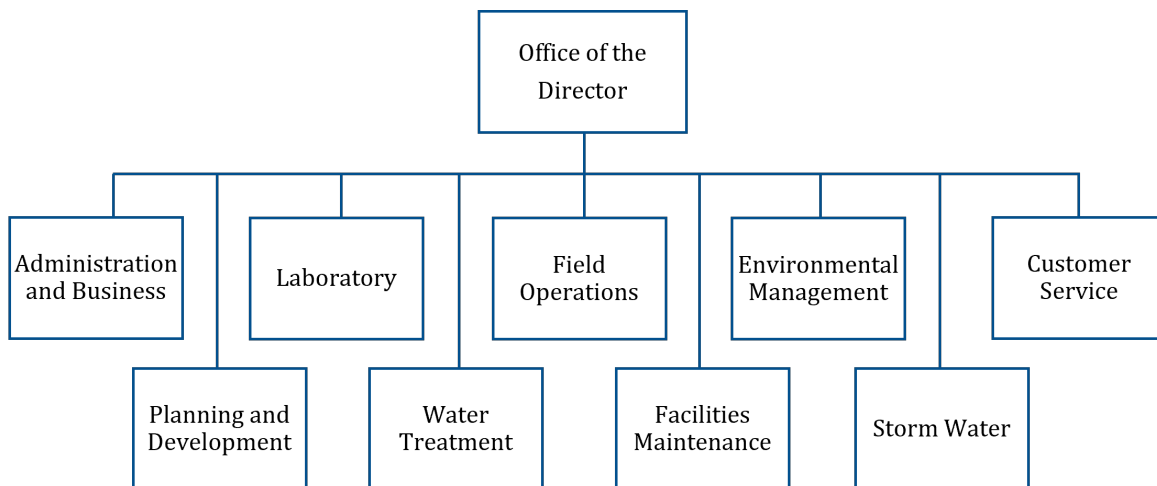 Office of the
Director
Administration
and Business
Laboratory
Field
Operations
Environmental
Management
Customer
Service
Planning and
Development
Water
Treatment
Facilities
Maintenance
Storm Water